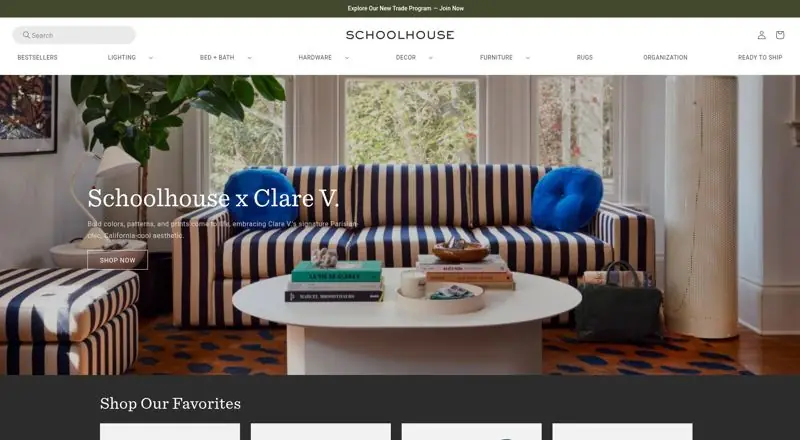 Explore Our New Trade Program — Join Now
Search
SCHOOLHOUSE
BESTSELLERS LIGHTING BED + BATH HARDWARE DECOR FURNITURE RUGS ORGANIZATION READY TO SHIP
Schoolhouse x Clare V.
Bold colors, patterns, and prints come to life, embracing Clare V.'s signature Parisian-
chic, California-cool aesthetic.
SHOP NOW
Shop Our Favorites